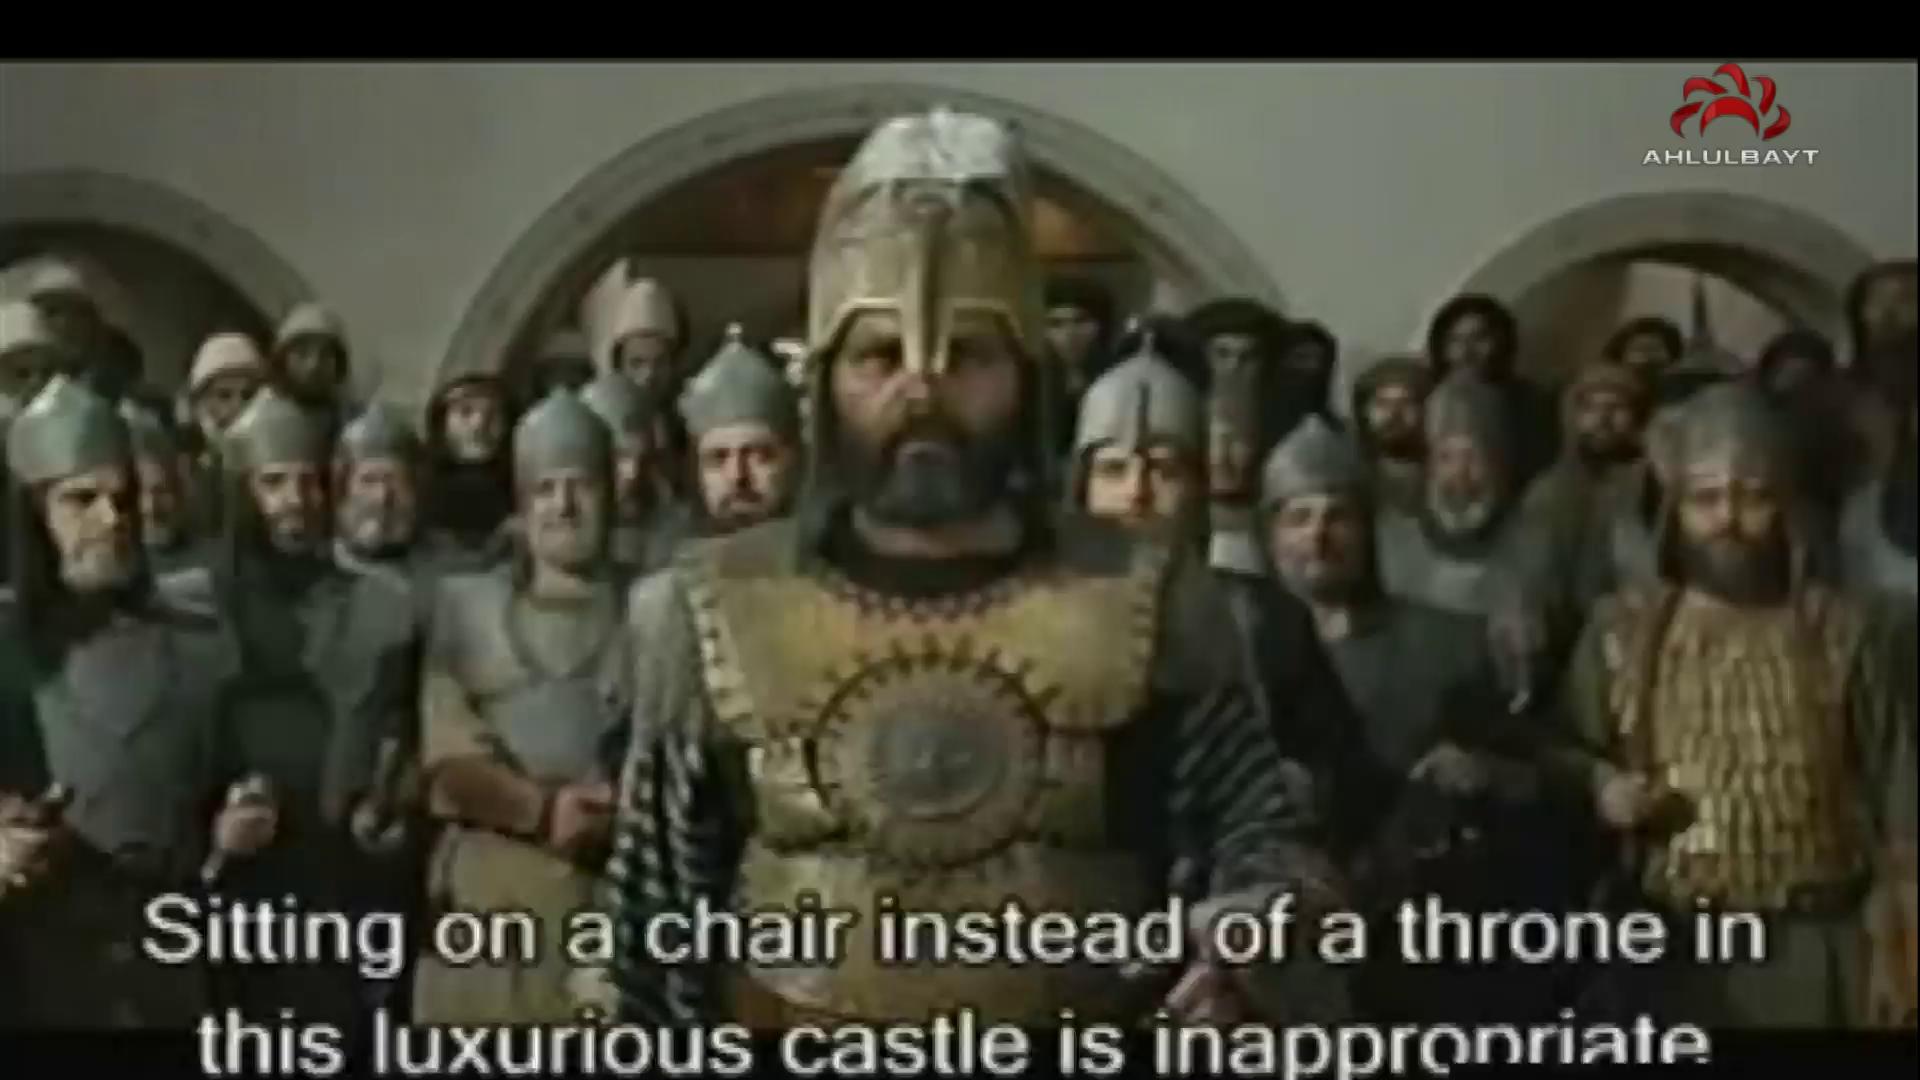 AHLULBAYT
Sitting on a chair instead of a throne in
this luxurious castle is inappropriate